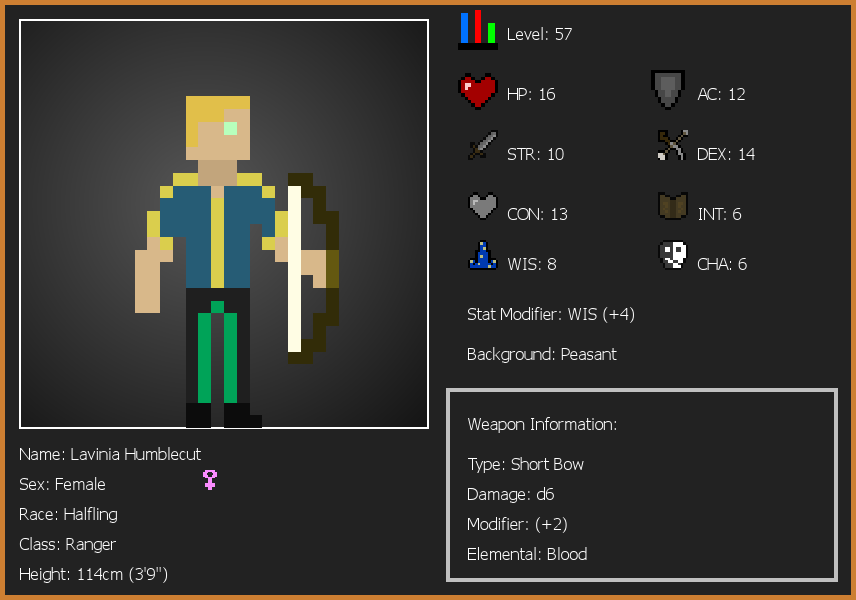 Level: 57
HP: 16
AC: 12
STR: 10
DEX: 14
CON: 13
INT: 6
WIS: 8
CHA: 6
Stat Modifier: WIS (+4)
Background: Peasant
Weapon Information:
Type: Short Bow
Damage: d6
Modifier: (+2)
Elemental: Blood
Name: Lavinia Humblecut
Sex: Female
Race: Halfling
Class: Ranger
Height: 114cm (3'9")